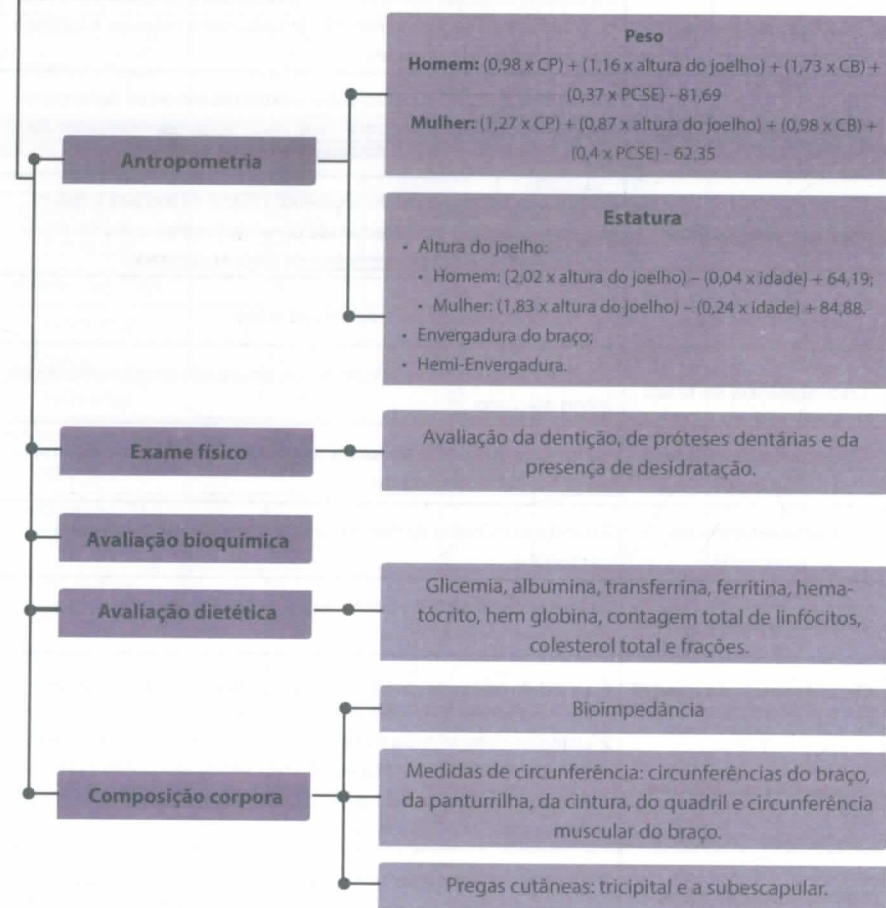 Peso
Homem: (0,98 x CP) + (1,16 x altura do joelho) + (1,73 x CB) +
(0,37 x PCSE) - 81,69
Mulher: (1,27 x CP) + (0,87 x altura do joelho) + (0,98 x CB) +
(0,4 x PCSE) - 62,35
Antropometria
Estatura
• Altura do joelho:
• Homem: (2,02 x altura do joelho) – (0,04 x idade) + 64,19;
• Mulher: (1,83 x altura do joelho) – (0,24 x idade) + 84,88.
• Envergadura do braço;
• Hemi-Envergadura.
Exame físico
Avaliação da dentição, de próteses dentárias e da
presença de desidratação.
Avaliação bioquímica
Avaliação dietética
Glicemia, albumina, transferrina, ferritina, hema-
tócrito, hem globina, contagem total de linfócitos,
colesterol total e frações.
Bioimpedância
Composição corpora
Medidas de circunferência: circunferências do braço,
da panturrilha, da cintura, do quadril e circunferência
muscular do braço.
Pregas cutâneas: tricipital e a subescapular.